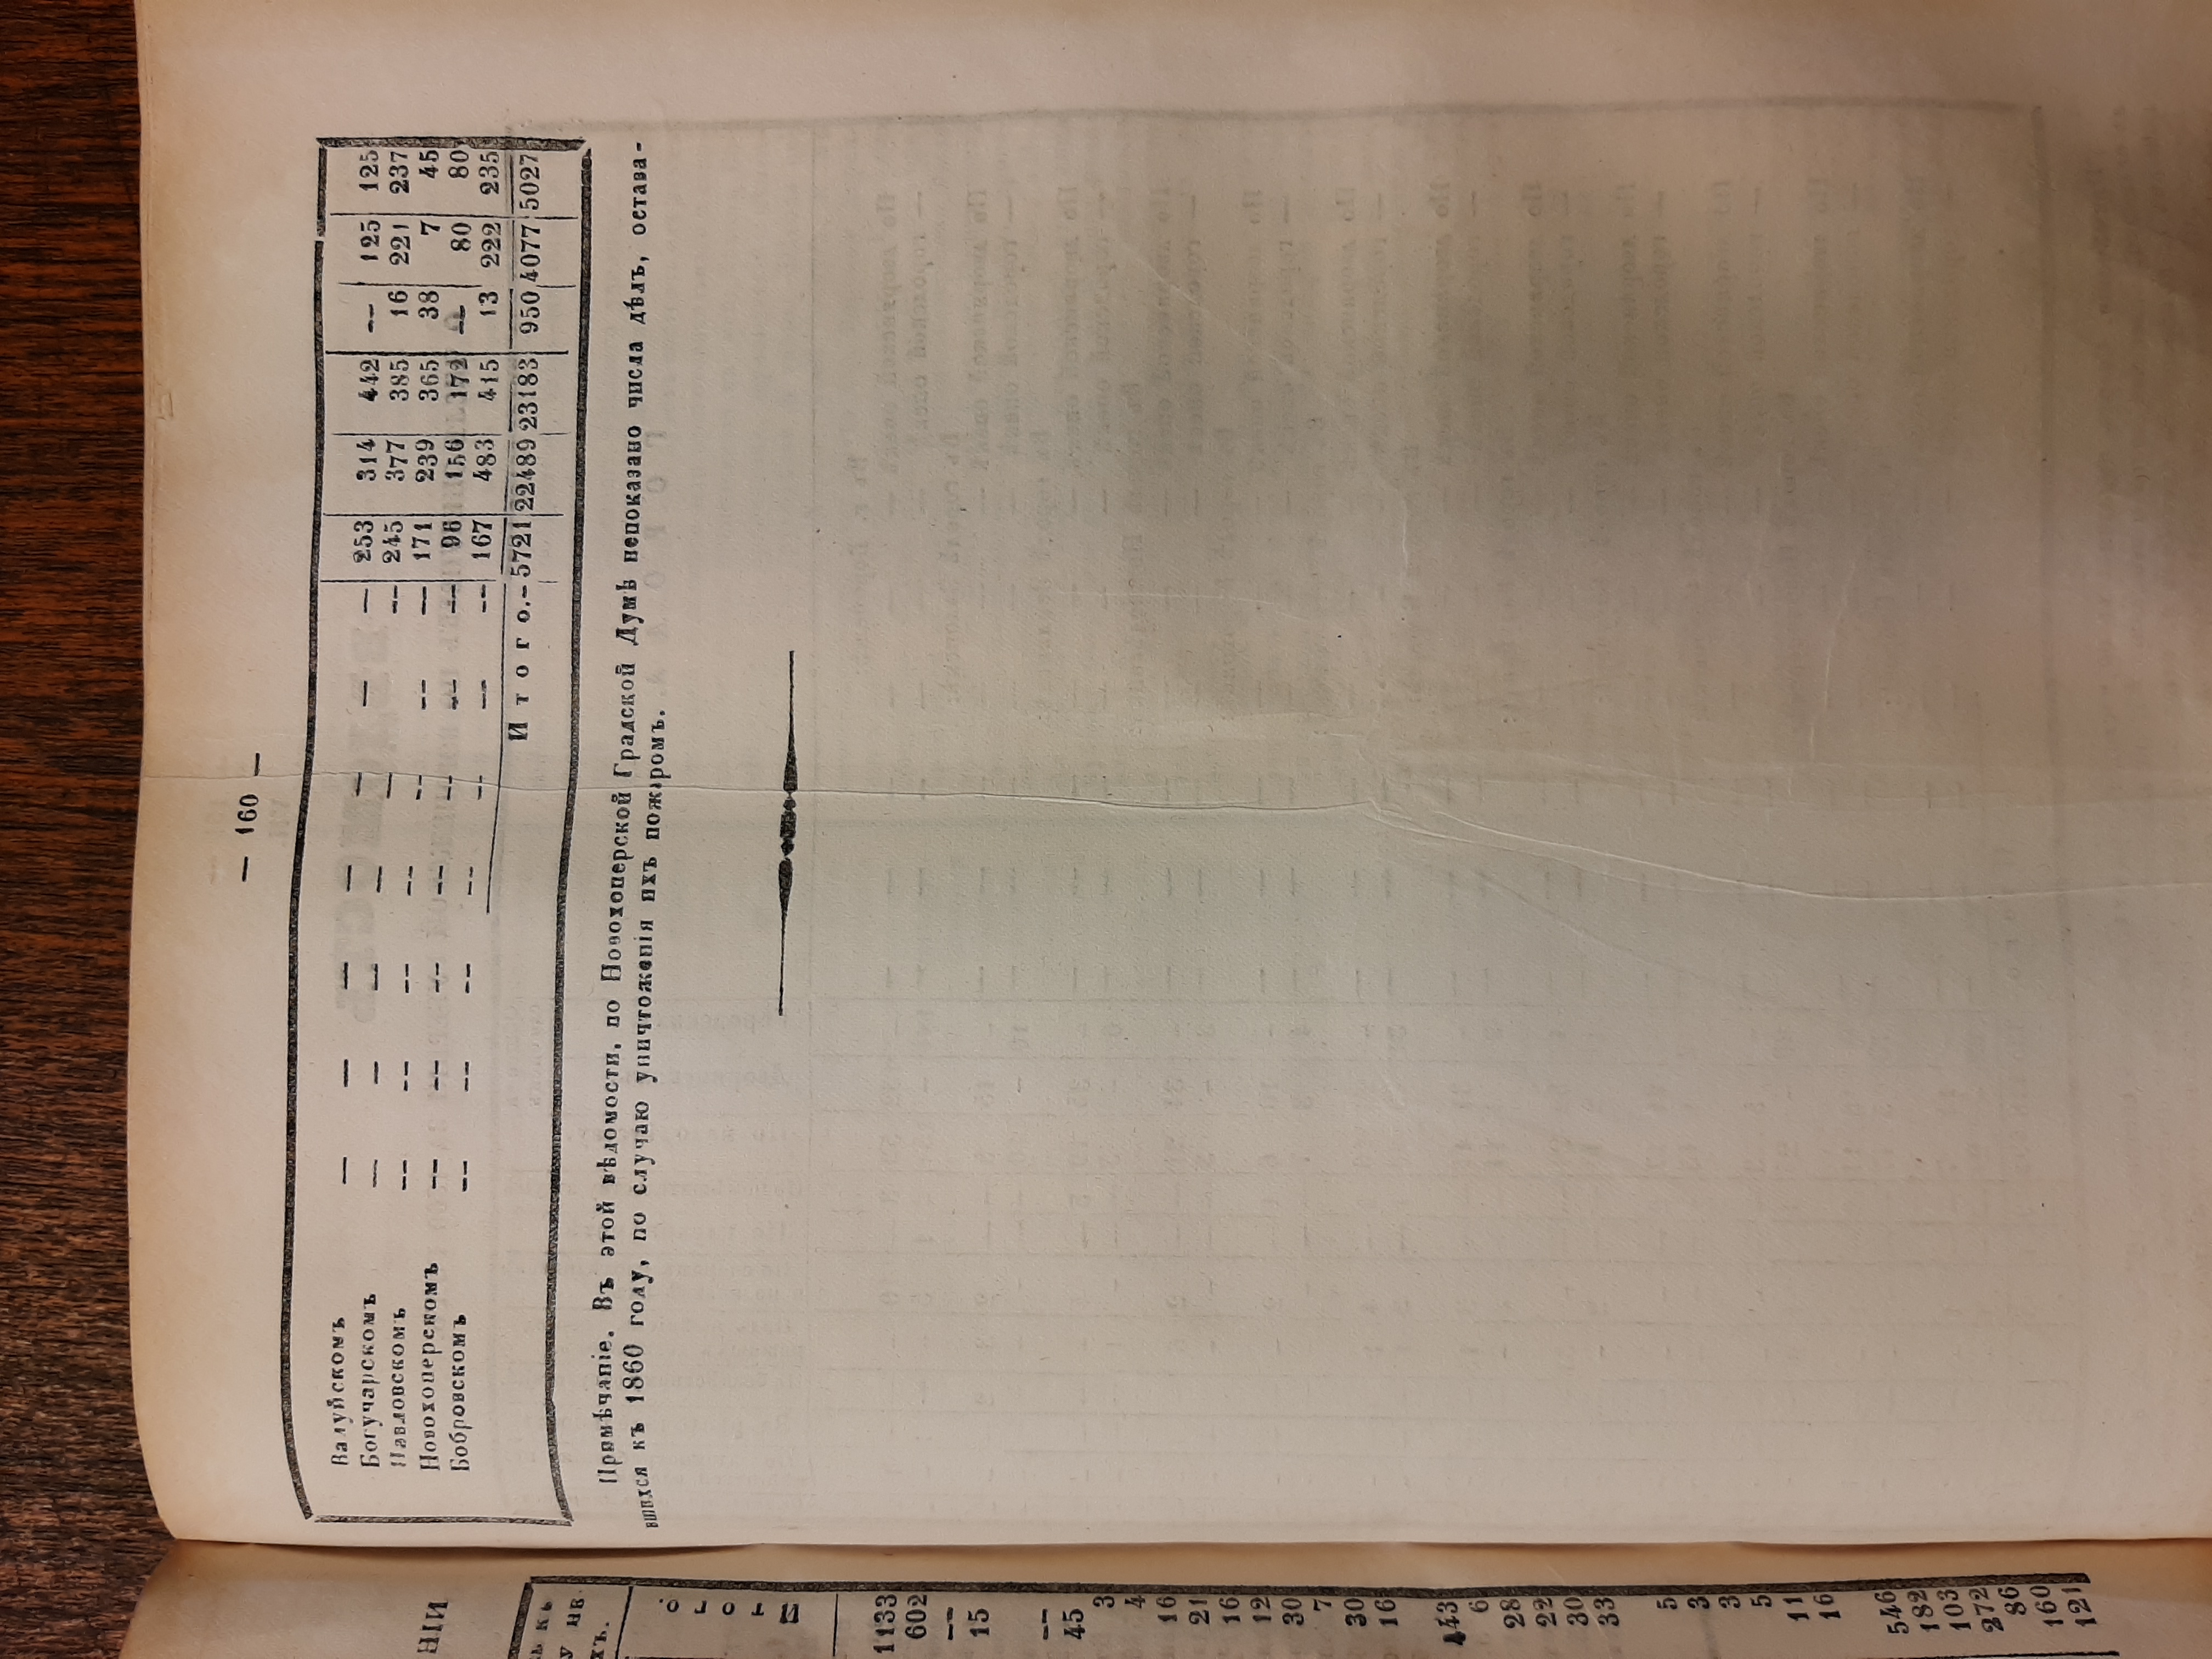 — 160 —
Валуйскомъ — — — — — — — 253 314 442 — 125 125
Богучарскомъ — — — — — — 245 377 385 16 221 237
Павловскомъ — — — — — — — 171 239 365 38 7 45
Новохоперскомъ — — — — — — — 96 156 172 — 80 80
Бобровскомъ — — — — — — — 167 483 415 13 222 235
Итого.— 5721 22489 23183 950 4077 5027
Примѣчаніе. Въ этой вѣдомости, по Новохоперской Градской Думѣ непоказано числа дѣлъ, остава-
вшихся къ 1860 году, по случаю уничтоженія ихъ пожаромъ.
НІИ
къ
у не-
хъ.
Итого.
1133
602
—
15
—
45
3
4
16
21
16
12
30
7
30
16
443
6
28
22
30
33
5
3
3
5
11
16
546
182
103
272
86
160
121